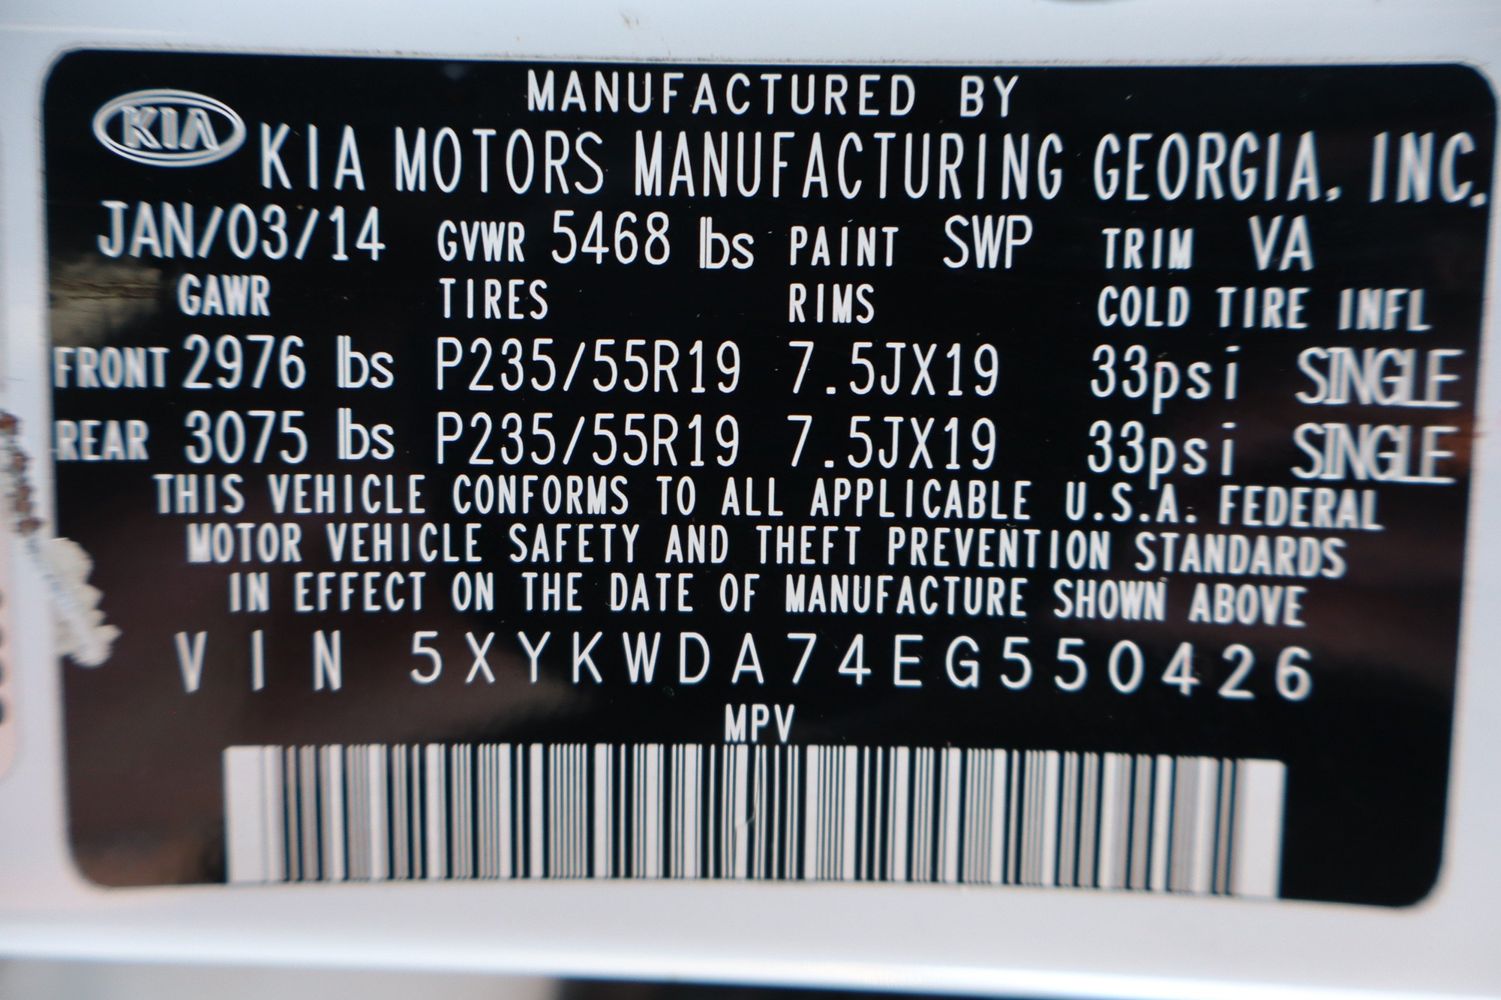 MANUFACTURED BY
KIA KIA MOTORS MANUFACTURING GEORGIA, INC.
JAN/03/14 GVWR 5468 lbs PAINT SWP TRIM VA
GAWR TIRES RIMS COLD TIRE INFL
FRONT 2976 lbs P235/55R19 7.5JX19 33psi SINGLE
REAR 3075 lbs P235/55R19 7.5JX19 33psi SINGLE
THIS VEHICLE CONFORMS TO ALL APPLICABLE U.S.A. FEDERAL
MOTOR VEHICLE SAFETY AND THEFT PREVENTION STANDARDS
IN EFFECT ON THE DATE OF MANUFACTURE SHOWN ABOVE
VIN 5XYKWDA74EG550426
MPV